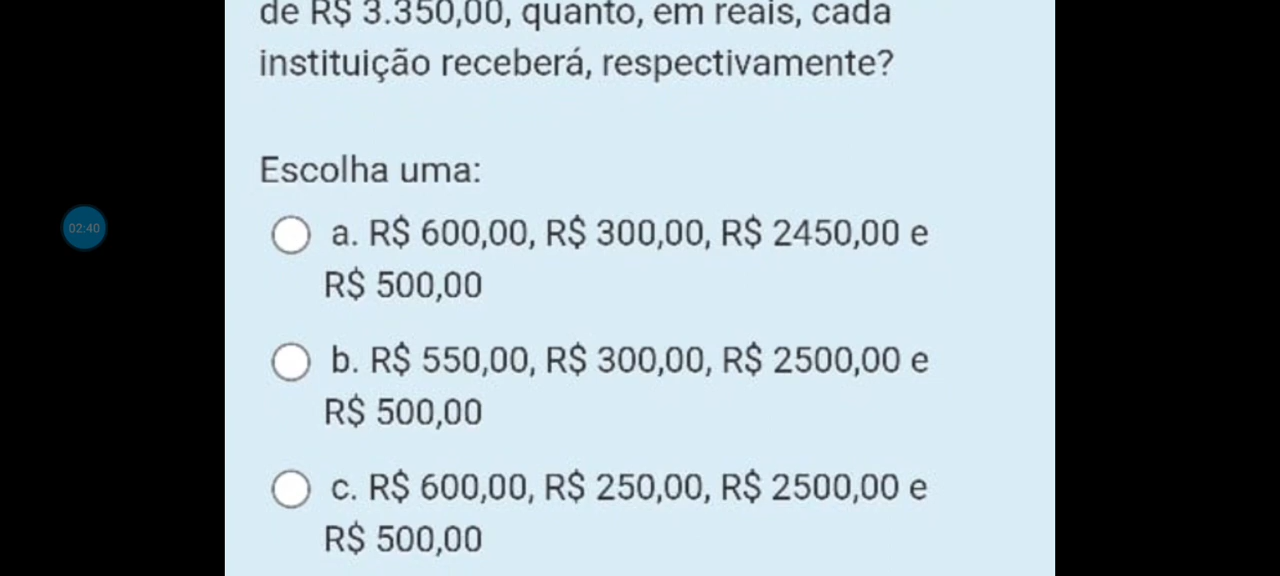 de R$ 3.350,00, quanto, em reais, cada
instituição receberá, respectivamente?
Escolha uma:
02:40
a. R$ 600,00, R$ 300,00, R$ 2450,00 e
R$ 500,00
b. R$ 550,00, R$ 300,00, R$ 2500,00 e
R$ 500,00
c. R$ 600,00, R$ 250,00, R$ 2500,00 e
R$ 500,00